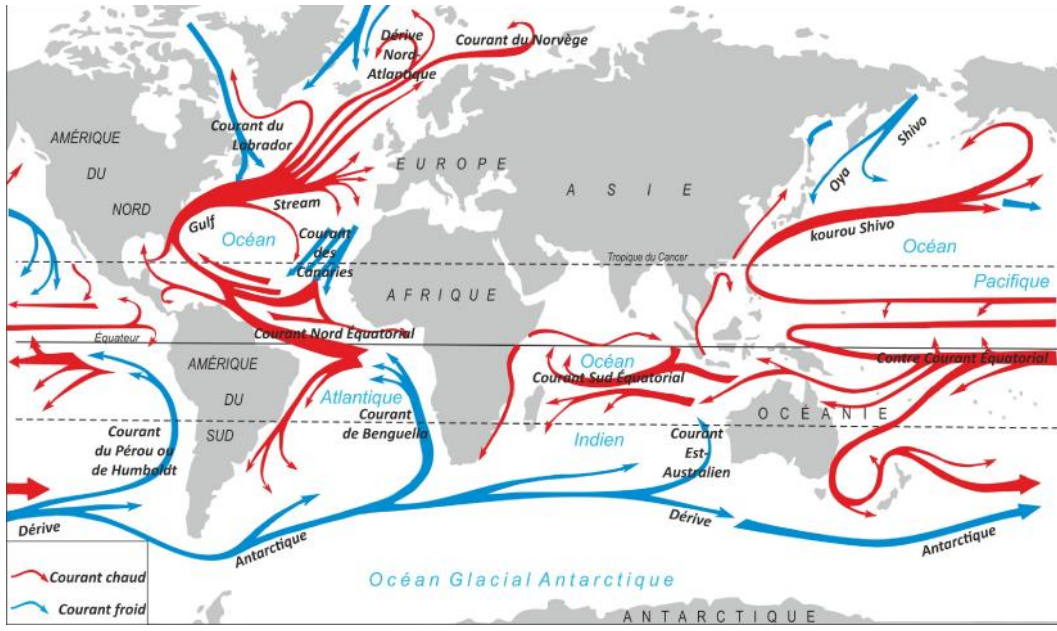 Dérive
Nord-
Atlantique
Courant du Norvège
Courant du
Labrador
AMÉRIQUE
DU
NORD
EUROPE
ASIE
Oya
Shivo
Gulf
Stream
Océan
Courant
des
Canaries
kourou Shivo
Océan
Pacifique
Tropique du Cancer
AFRIQUE
Équateur
Courant Nord Équatorial
AMÉRIQUE
DU
SUD
Atlantique
Océan
Courant Sud Équatorial
Contre Courant Équatorial
Courant
de Benguella
OCÉANIE
Indien
Courant
du Pérou ou
de Humboldt
Courant
Est-
Australien
Dérive
Antarctique
Dérive
Antarctique
Courant chaud
Courant froid
Océan Glacial Antarctique
ANTARCTIQUE